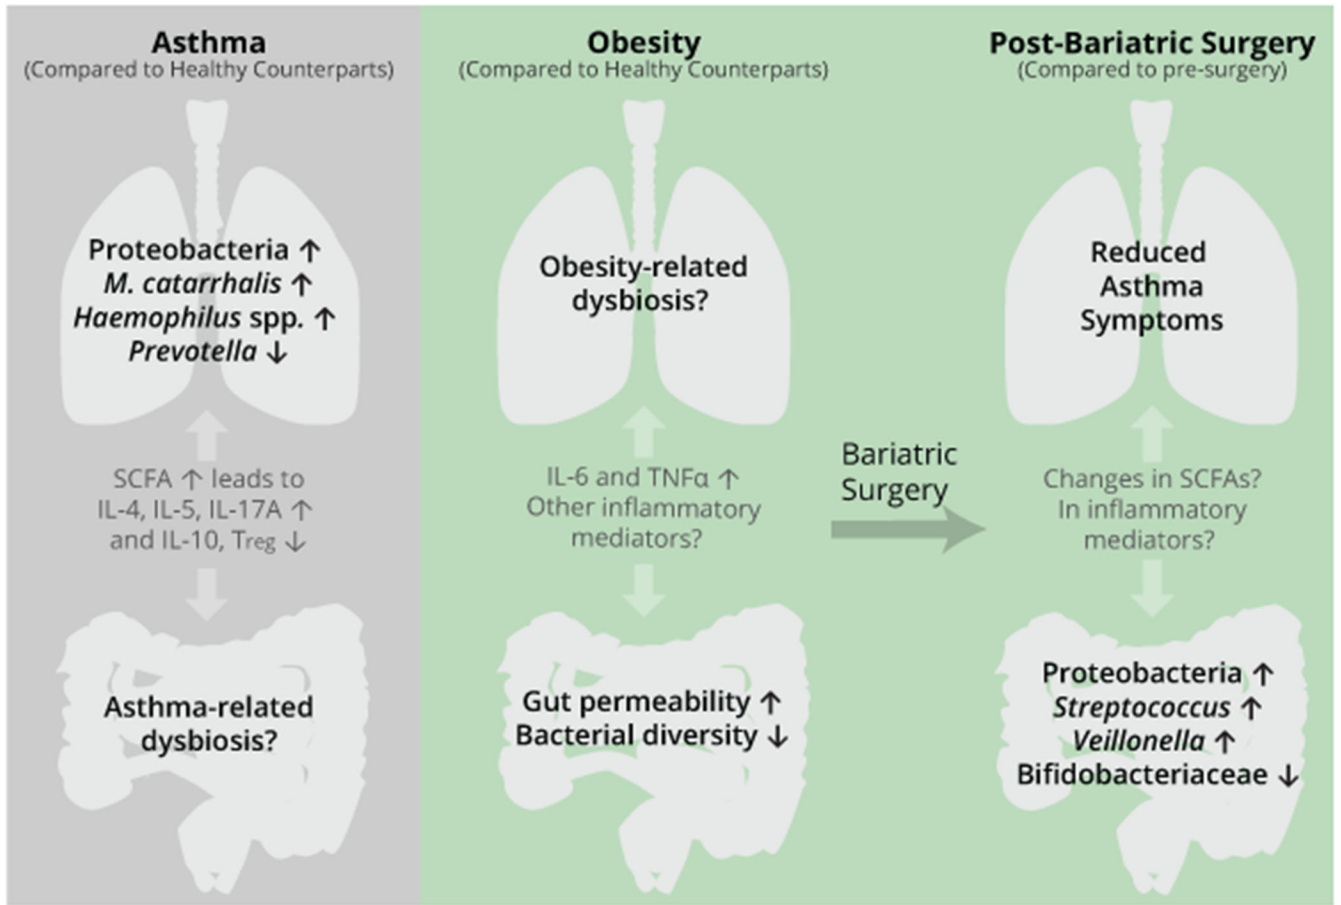 Asthma
(Compared to Healthy Counterparts)
Proteobacteria ↑
M. catarrhalis ↑
Haemophilus spp. ↑
Prevotella ↓
SCFA ↑ leads to
IL-4, IL-5, IL-17A ↑
and IL-10, Treg ↓
Asthma-related
dysbiosis?
Obesity
(Compared to Healthy Counterparts)
Obesity-related
dysbiosis?
IL-6 and TNFα ↑
Other inflammatory
mediators?
Gut permeability ↑
Bacterial diversity ↓
Bariatric
Surgery
Post-Bariatric Surgery
(Compared to pre-surgery)
Reduced
Asthma
Symptoms
Changes in SCFAs?
In inflammatory
mediators?
Proteobacteria ↑
Streptococcus ↑
Veillonella ↑
Bifidobacteriaceae ↓